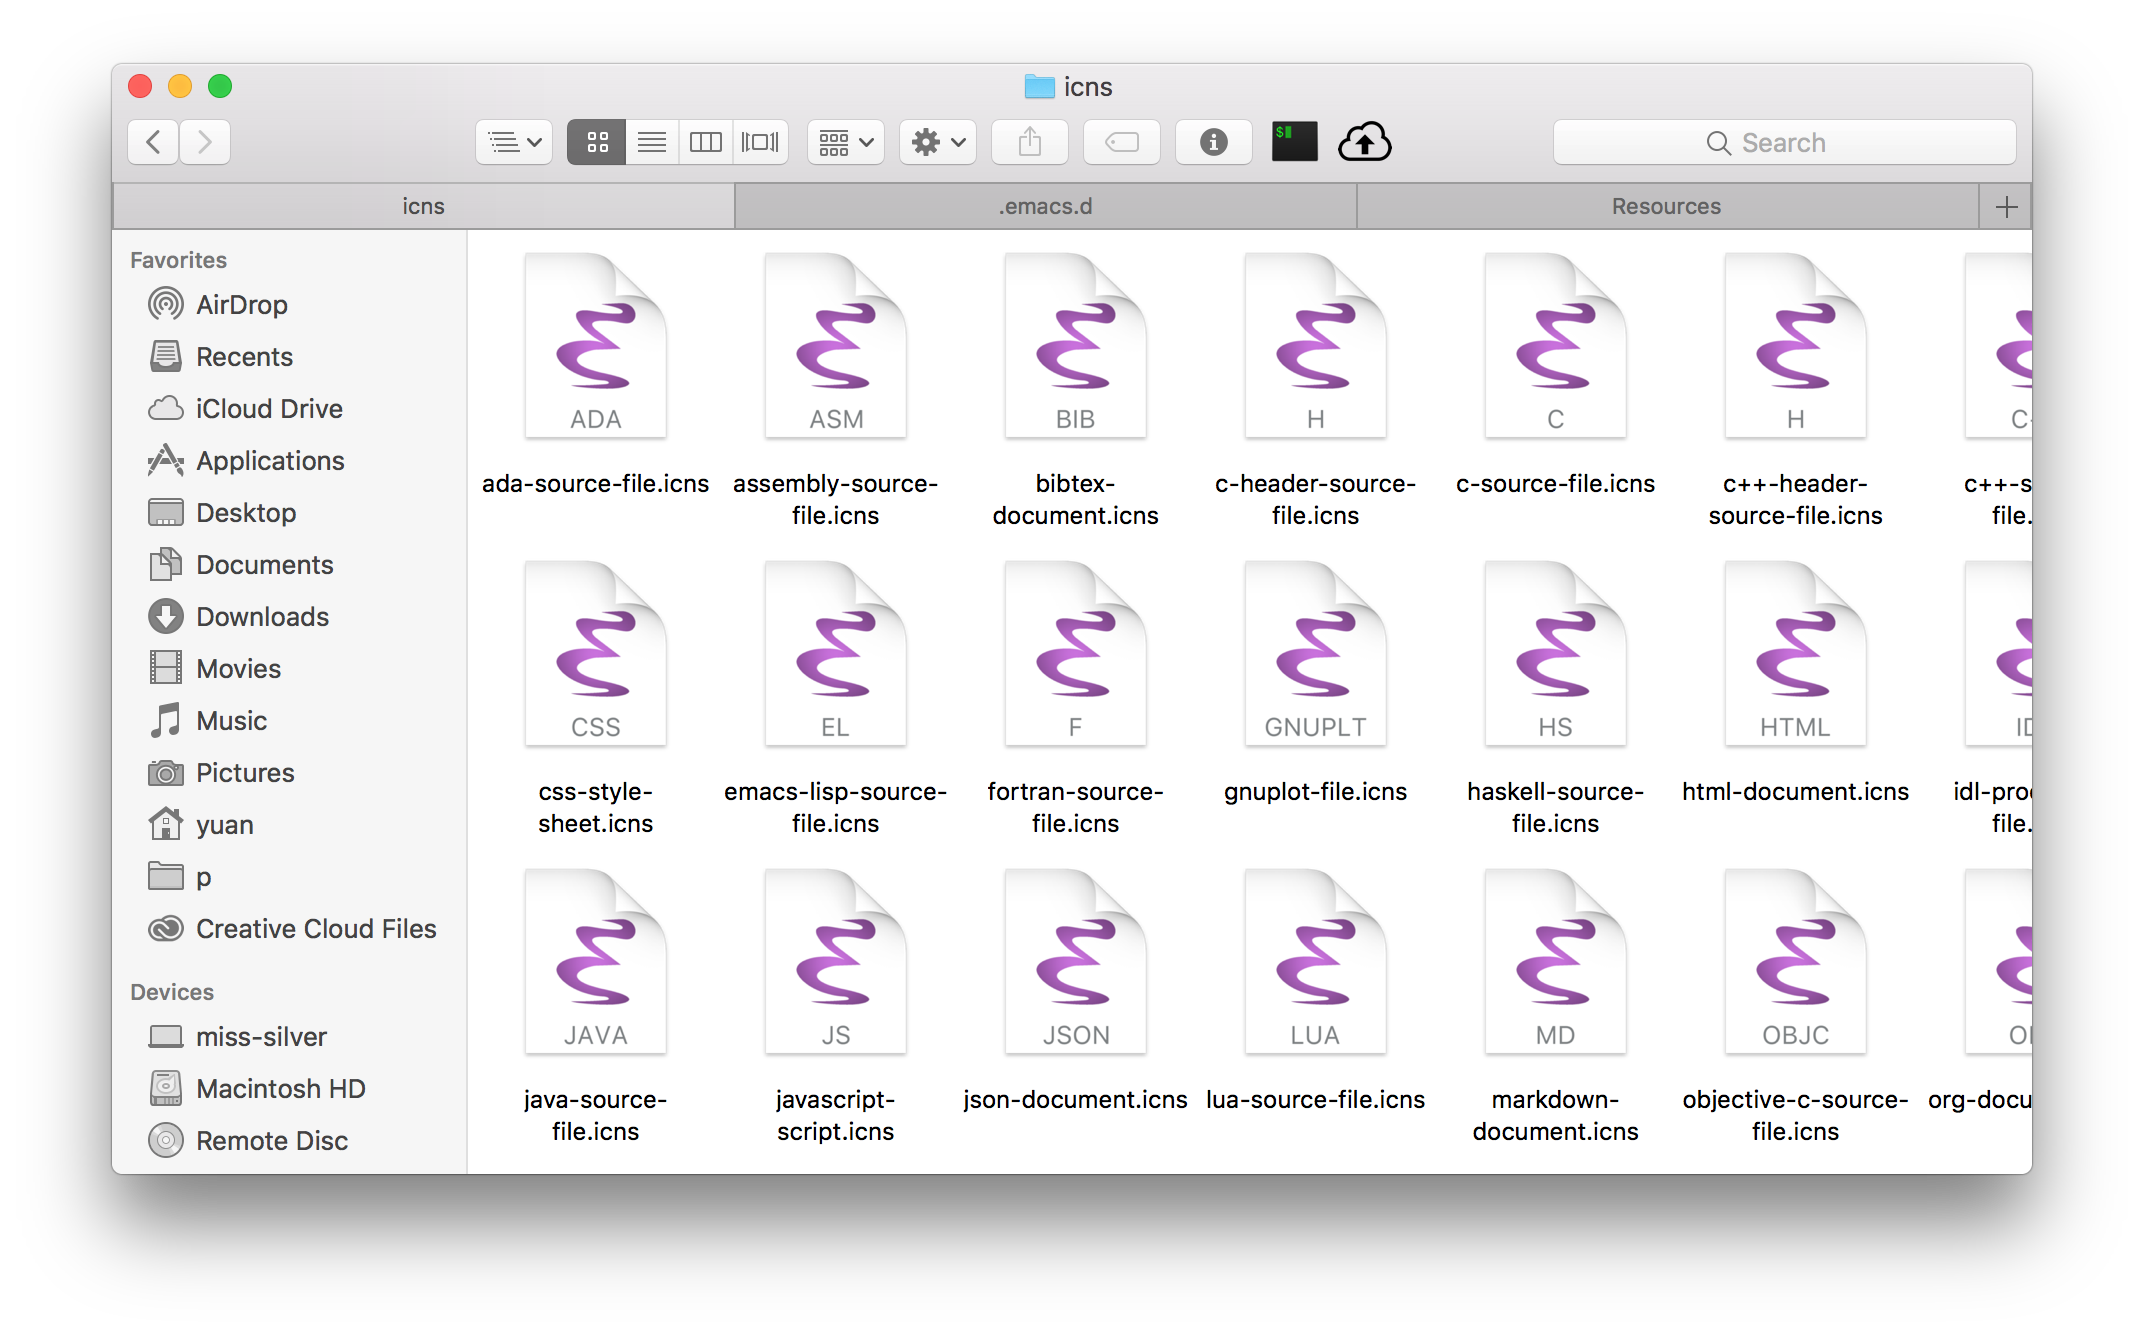 icns
$
Search
icns
.emacs.d
Resources
Favorites
AirDrop
Recents
iCloud Drive
Applications
Desktop
Documents
Downloads
Movies
Music
Pictures
yuan
p
Creative Cloud Files
Devices
miss-silver
Macintosh HD
Remote Disc
ADA
ASM
BIB
H
C
H
C-
ada-source-file.icns
assembly-source-
file.icns
bibtex-
document.icns
c-header-source-
file.icns
c-source-file.icns
c++-header-
source-file.icns
c++-s
file.
CSS
EL
F
GNUPLT
HS
HTML
ID
css-style-
sheet.icns
emacs-lisp-source-
file.icns
fortran-source-
file.icns
gnuplot-file.icns
haskell-source-
file.icns
html-document.icns
idl-pro
file.
JAVA
JS
JSON
LUA
MD
OBJC
java-source-
file.icns
javascript-
script.icns
json-document.icns
lua-source-file.icns
markdown-
document.icns
objective-c-source-
file.icns
org-docu